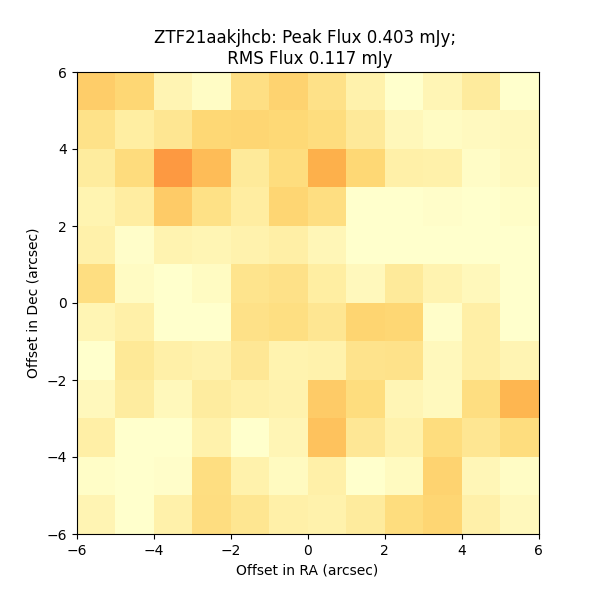 ZTF21aakjhcb: Peak Flux 0.403 mJy;
RMS Flux 0.117 mJy
6
4
2
0
−2
−4
−6
Offset in Dec (arcsec)
−6 −4 −2 0 2 4 6
Offset in RA (arcsec)